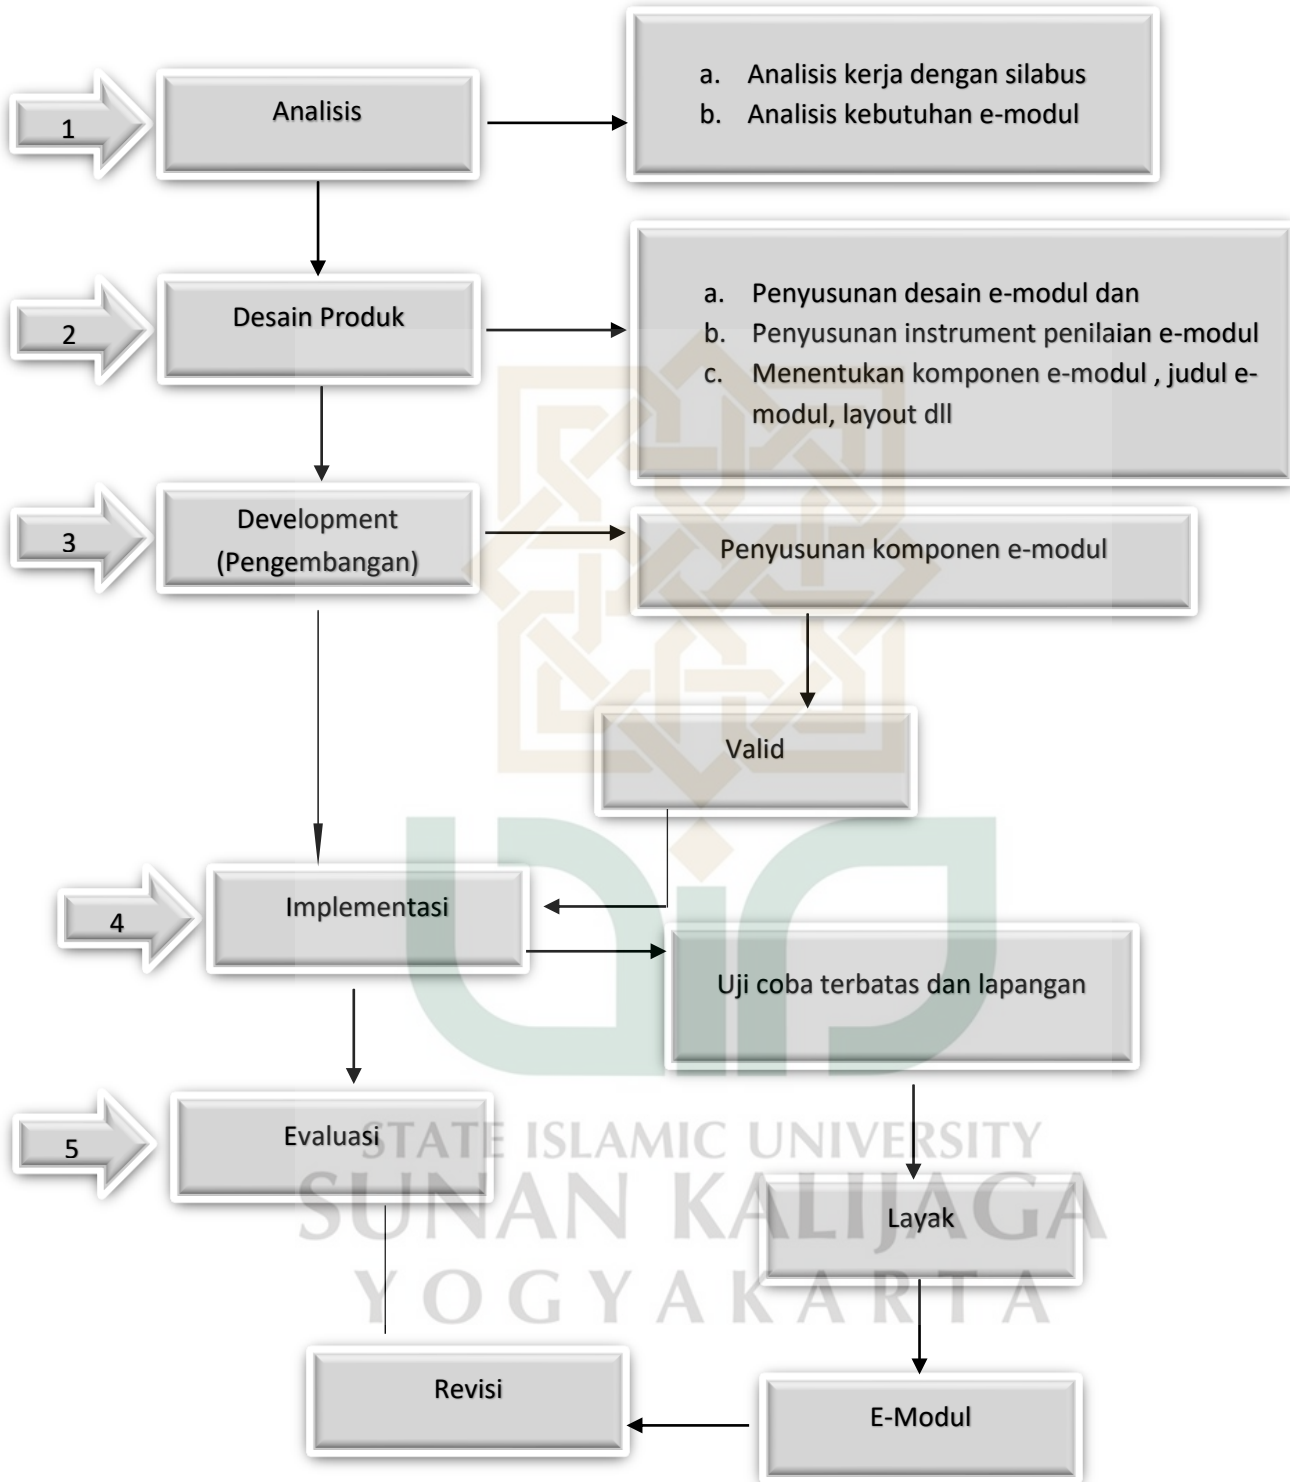 1
Analisis
a. Analisis kerja dengan silabus
b. Analisis kebutuhan e-modul
2
Desain Produk
a. Penyusunan desain e-modul dan
b. Penyusunan instrument penilaian e-modul
c. Menentukan komponen e-modul , judul e-
modul, layout dll
3
Development
(Pengembangan)
Penyusunan komponen e-modul
Valid
4
Implementasi
Uji coba terbatas dan lapangan
5
Evaluasi
STATE ISLAMIC UNIVERSITY
SUNAN KALIJAGA
YOGYAKARTA
Layak
Revisi
E-Modul